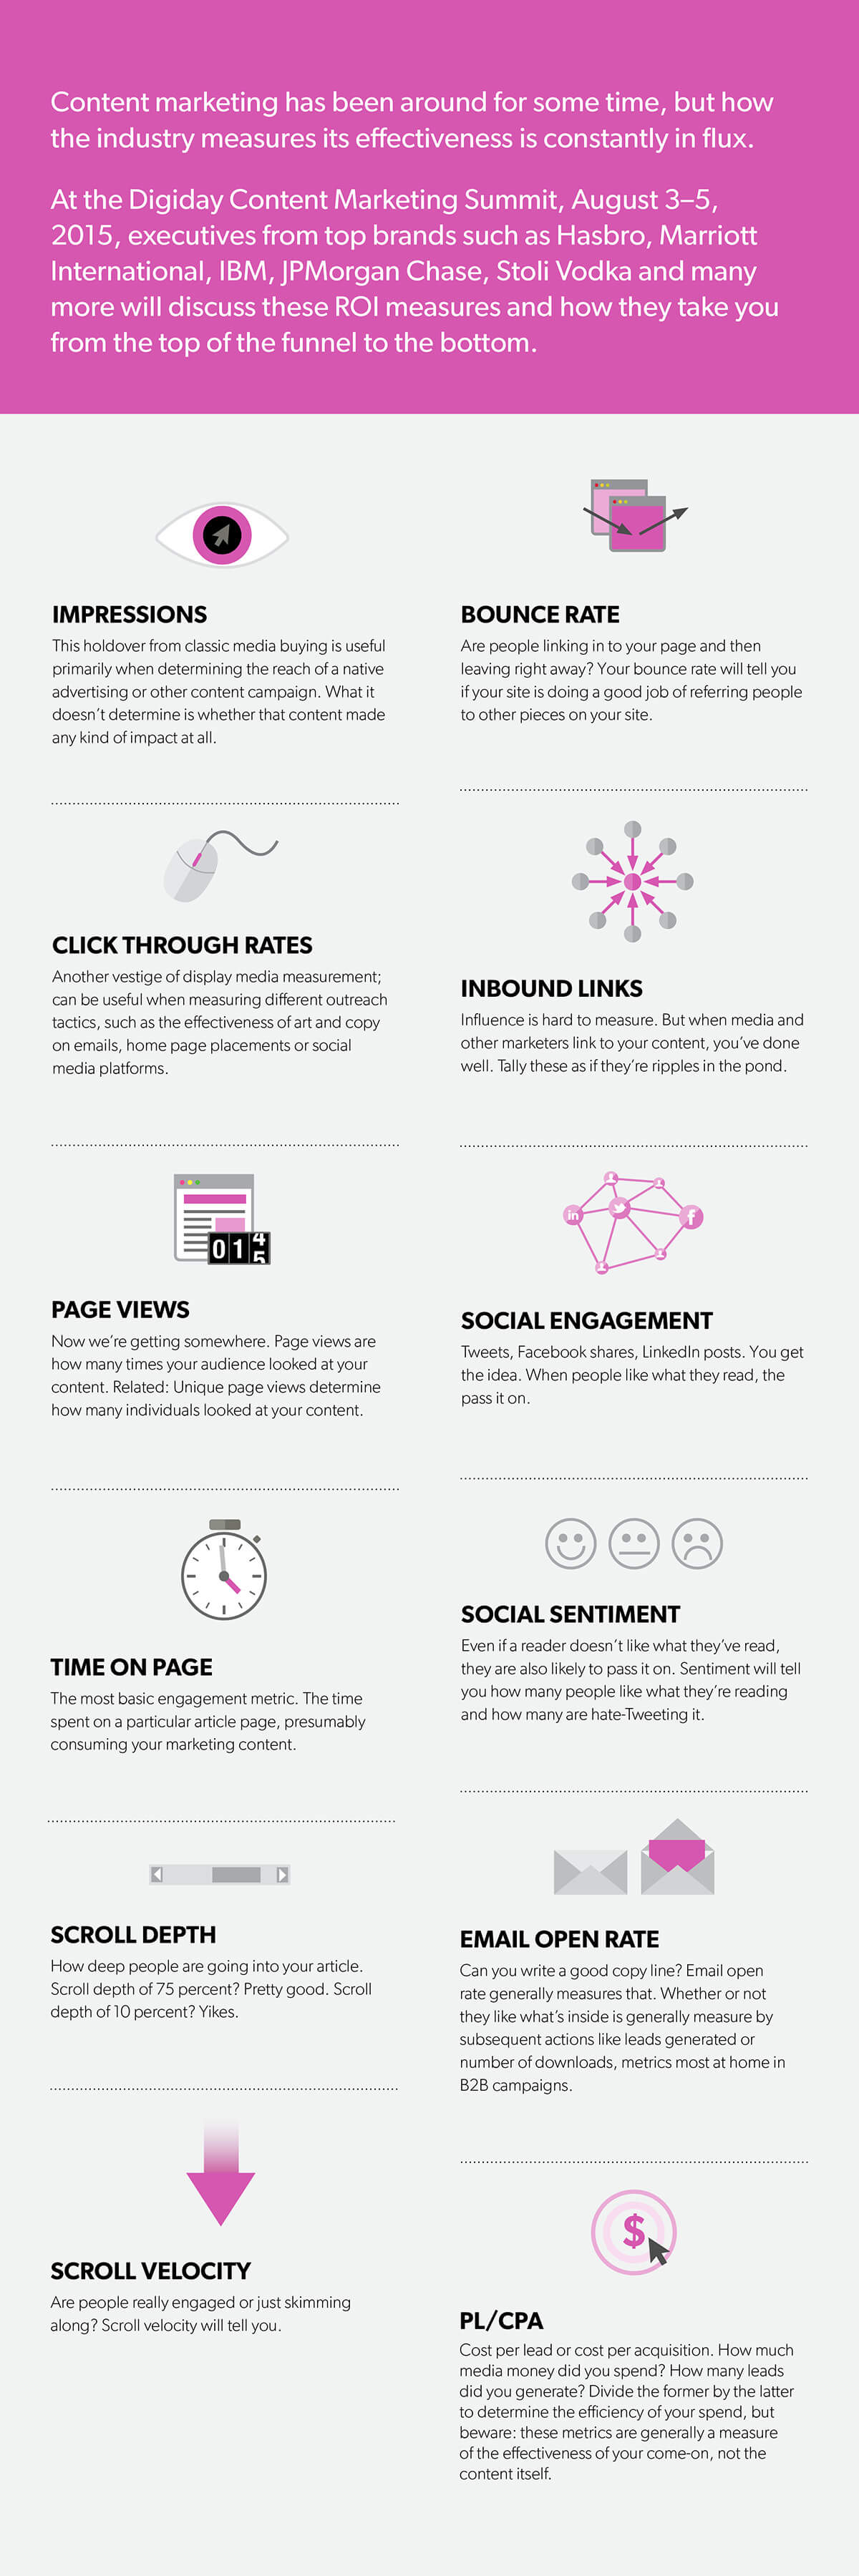 Content marketing has been around for some time, but how
the industry measures its effectiveness is constantly in flux.
At the Digiday Content Marketing Summit, August 3–5,
2015, executives from top brands such as Hasbro, Marriott
International, IBM, JPMorgan Chase, Stoli Vodka and many
more will discuss these ROI measures and how they take you
from the top of the funnel to the bottom.
IMPRESSIONS
This holdover from classic media buying is useful
primarily when determining the reach of a native
advertising or other content campaign. What it
doesn't determine is whether that content made
any kind of impact at all.
CLICK THROUGH RATES
Another vestige of display media measurement;
can be useful when measuring different outreach
tactics, such as the effectiveness of art and copy
on emails, home page placements or social
media platforms.
01 4
5
PAGE VIEWS
Now we're getting somewhere. Page views are
how many times your audience looked at your
content. Related: Unique page views determine
how many individuals looked at your content.
TIME ON PAGE
The most basic engagement metric. The time
spent on a particular article page, presumably
consuming your marketing content.
SCROLL DEPTH
How deep people are going into your article.
Scroll depth of 75 percent? Pretty good. Scroll
depth of 10 percent? Yikes.
SCROLL VELOCITY
Are people really engaged or just skimming
along? Scroll velocity will tell you.
BOUNCE RATE
Are people linking in to your page and then
leaving right away? Your bounce rate will tell you
if your site is doing a good job of referring people
to other pieces on your site.
INBOUND LINKS
Influence is hard to measure. But when media and
other marketers link to your content, you've done
well. Tally these as if they're ripples in the pond.
in
f
SOCIAL ENGAGEMENT
Tweets, Facebook shares, LinkedIn posts. You get
the idea. When people like what they read, the
pass it on.
SOCIAL SENTIMENT
Even if a reader doesn't like what they've read,
they are also likely to pass it on. Sentiment will tell
you how many people like what they're reading
and how many are hate-Tweeting it.
EMAIL OPEN RATE
Can you write a good copy line? Email open
rate generally measures that. Whether or not
they like what's inside is generally measure by
subsequent actions like leads generated or
number of downloads, metrics most at home in
B2B campaigns.
$
PL/CPA
Cost per lead or cost per acquisition. How much
media money did you spend? How many leads
did you generate? Divide the former by the latter
to determine the efficiency of your spend, but
beware: these metrics are generally a measure
of the effectiveness of your come-on, not the
content itself.